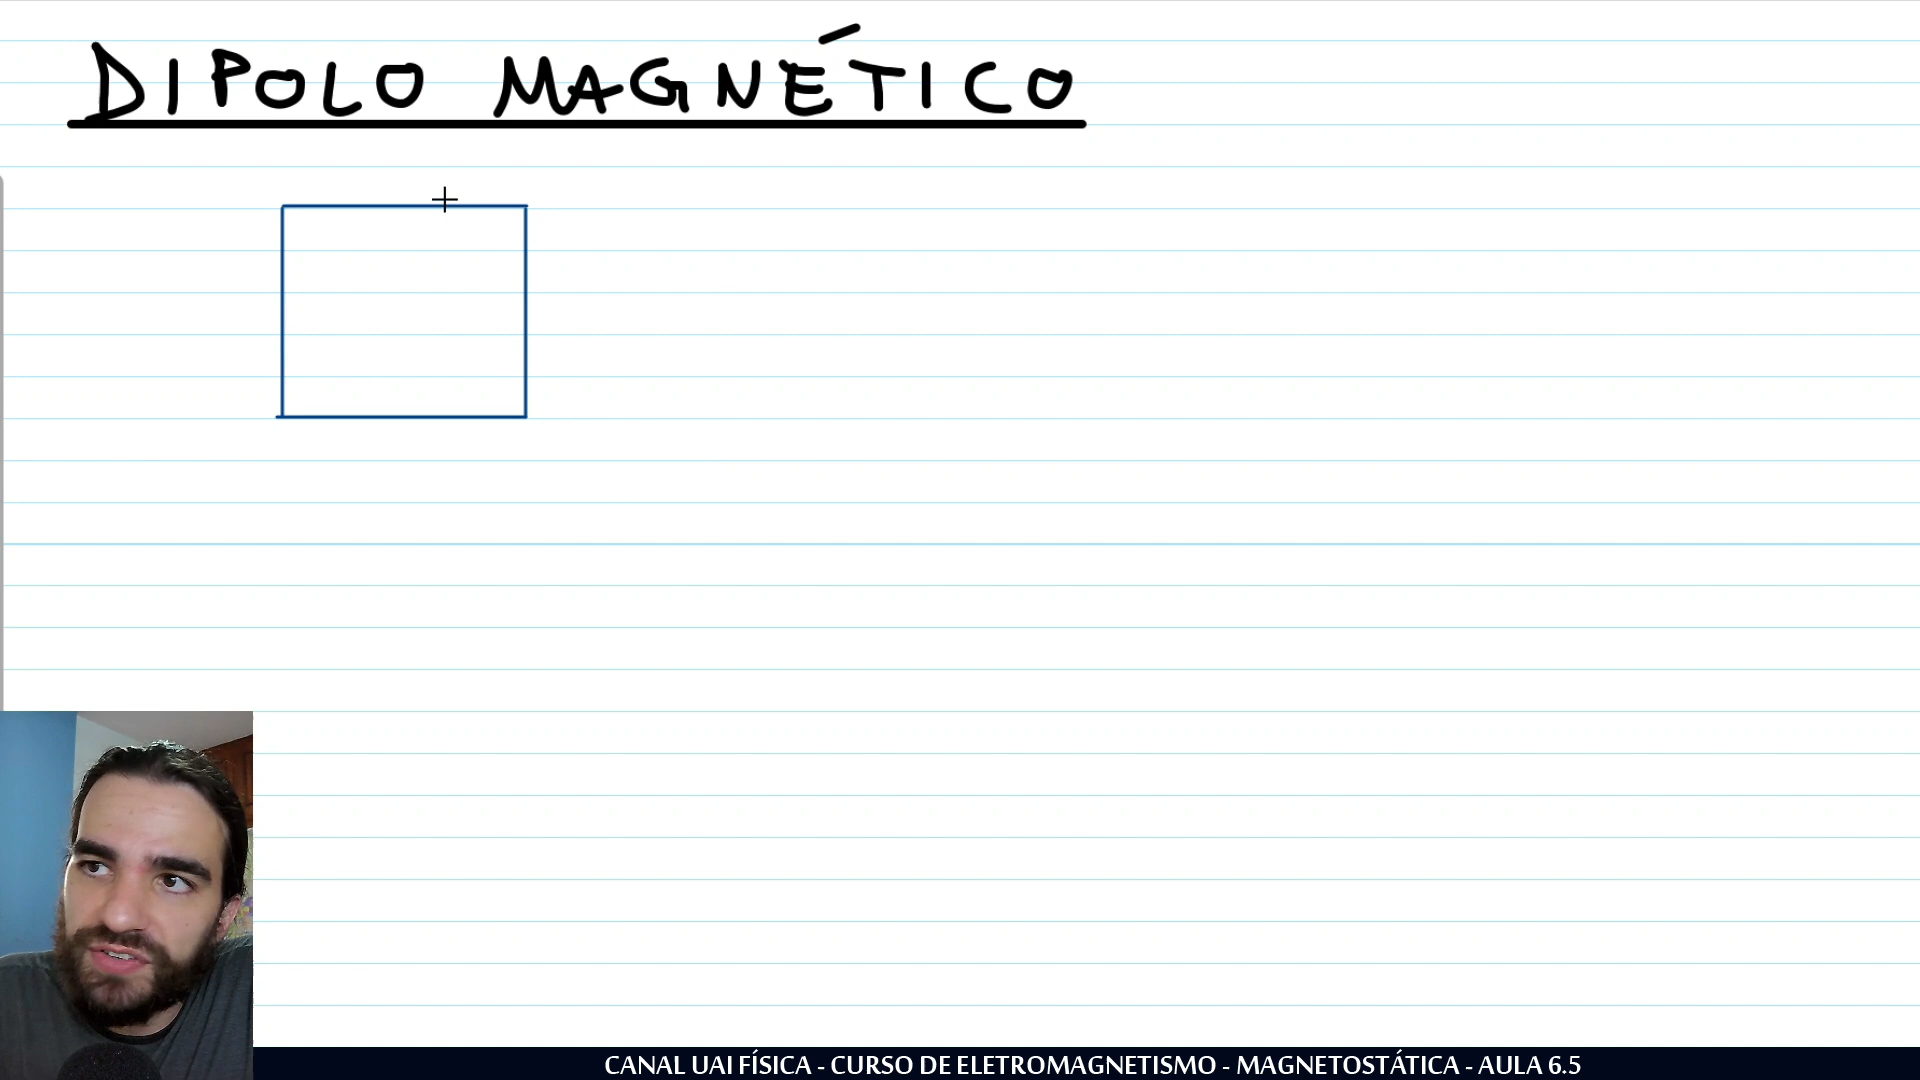 DIPOLO MAGNÉTICO
CANAL UAI FÍSICA - CURSO DE ELETROMAGNETISMO - MAGNETOSTÁTICA - AULA 6.5